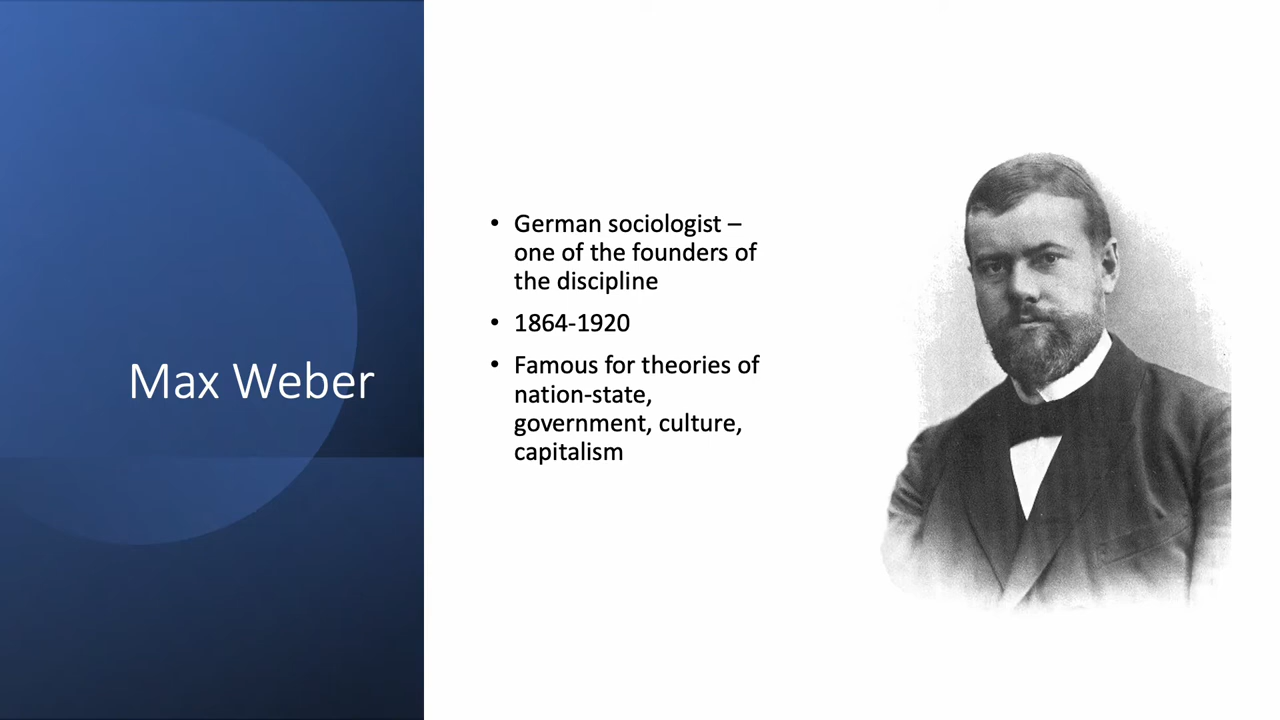 Max Weber
• German sociologist –
one of the founders of
the discipline
• 1864-1920
• Famous for theories of
nation-state,
government, culture,
capitalism